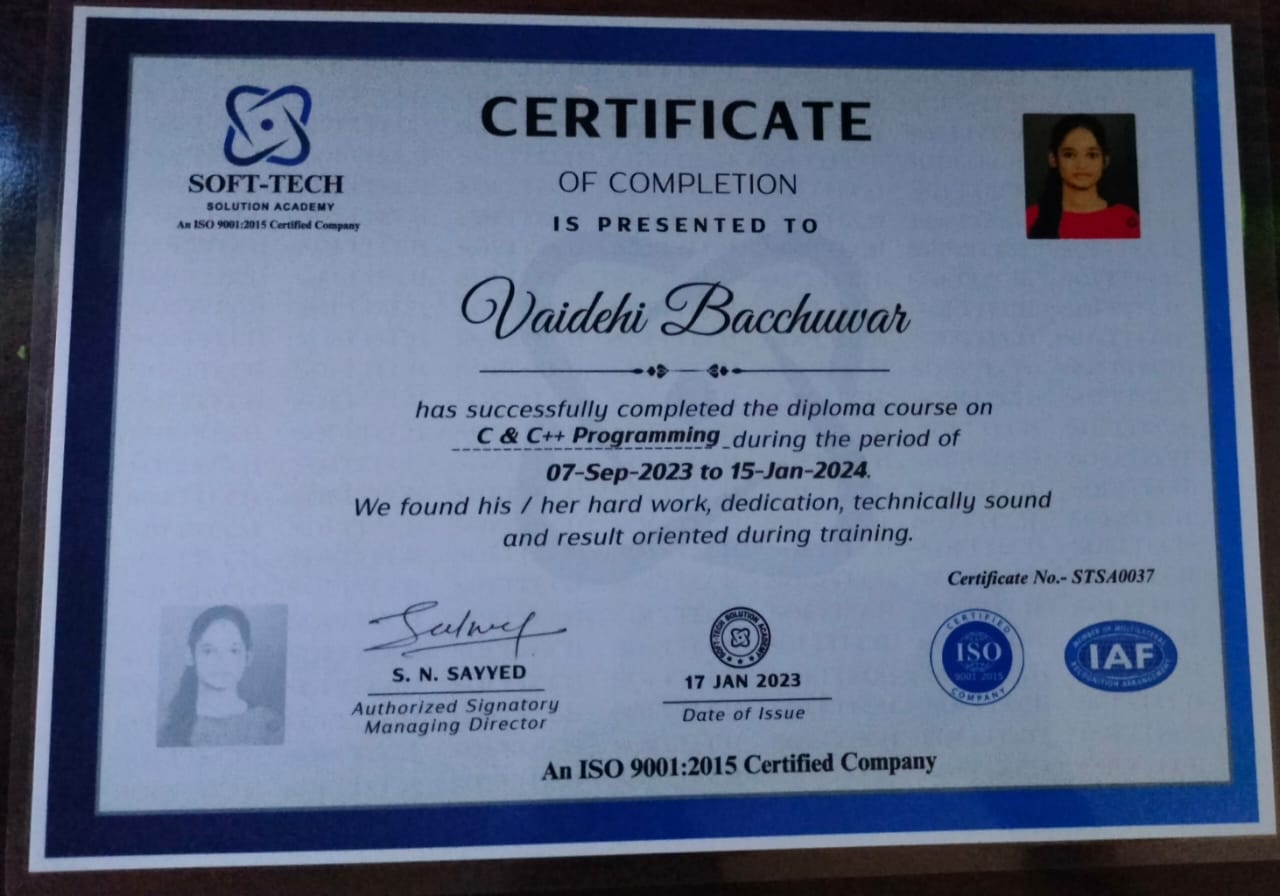 SOFT-TECH
SOLUTION ACADEMY
An ISO 9001:2015 Certified Company
CERTIFICATE
OF COMPLETION
IS PRESENTED TO
Vaidehi Bacchuwar
has successfully completed the diploma course on
C & C++ Programming during the period of
07-Sep-2023 to 15-Jan-2024.
We found his / her hard work, dedication, technically sound
and result oriented during training.
Certificate No.- STSA0037
S. N. SAYYED
Authorized Signatory
Managing Director
SOFT-TECH SOLUTION ACADEMY
17 JAN 2023
Date of Issue
CERTIFIED
ISO
9001 2015
COMPANY
MEMBER OF MULTILATERAL
IAF
RECOGNITION ARRANGEMENT
An ISO 9001:2015 Certified Company